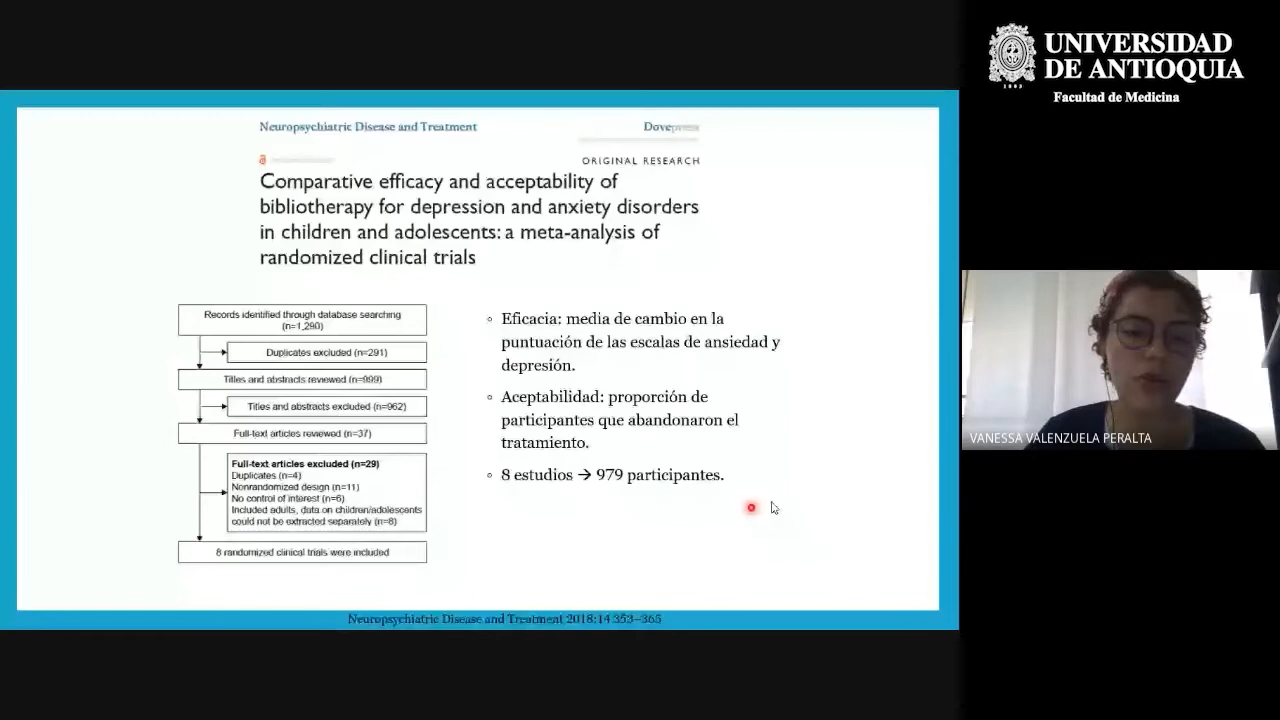 UNIVERSIDAD
DE ANTIOQUIA
1803
Facultad de Medicina
Neuropsychiatric Disease and Treatment
Dovepress
ORIGINAL RESEARCH
Comparative efficacy and acceptability of
bibliotherapy for depression and anxiety disorders
in children and adolescents: a meta-analysis of
randomized clinical trials
Records identified through database searching
(n=1,290)
Duplicates excluded (n=291)
Titles and abstracts reviewed (n=999)
Titles and abstracts excluded (n=962)
Full-text articles reviewed (n=37)
Full-text articles excluded (n=29)
Duplicates (n=4)
Nonrandomized design (n=11)
No control of interest (n=6)
Included adults, data on children/adolescents
could not be extracted separately (n=8)
8 randomized clinical trials were included
Eficacia: media de cambio en la
puntuación de las escalas de ansiedad y
depresión.
Aceptabilidad: proporción de
participantes que abandonaron el
tratamiento.
8 estudios → 979 participantes.
Neuropsychiatric Disease and Treatment 2018:14 353–365
VANESSA VALENZUELA PERALTA